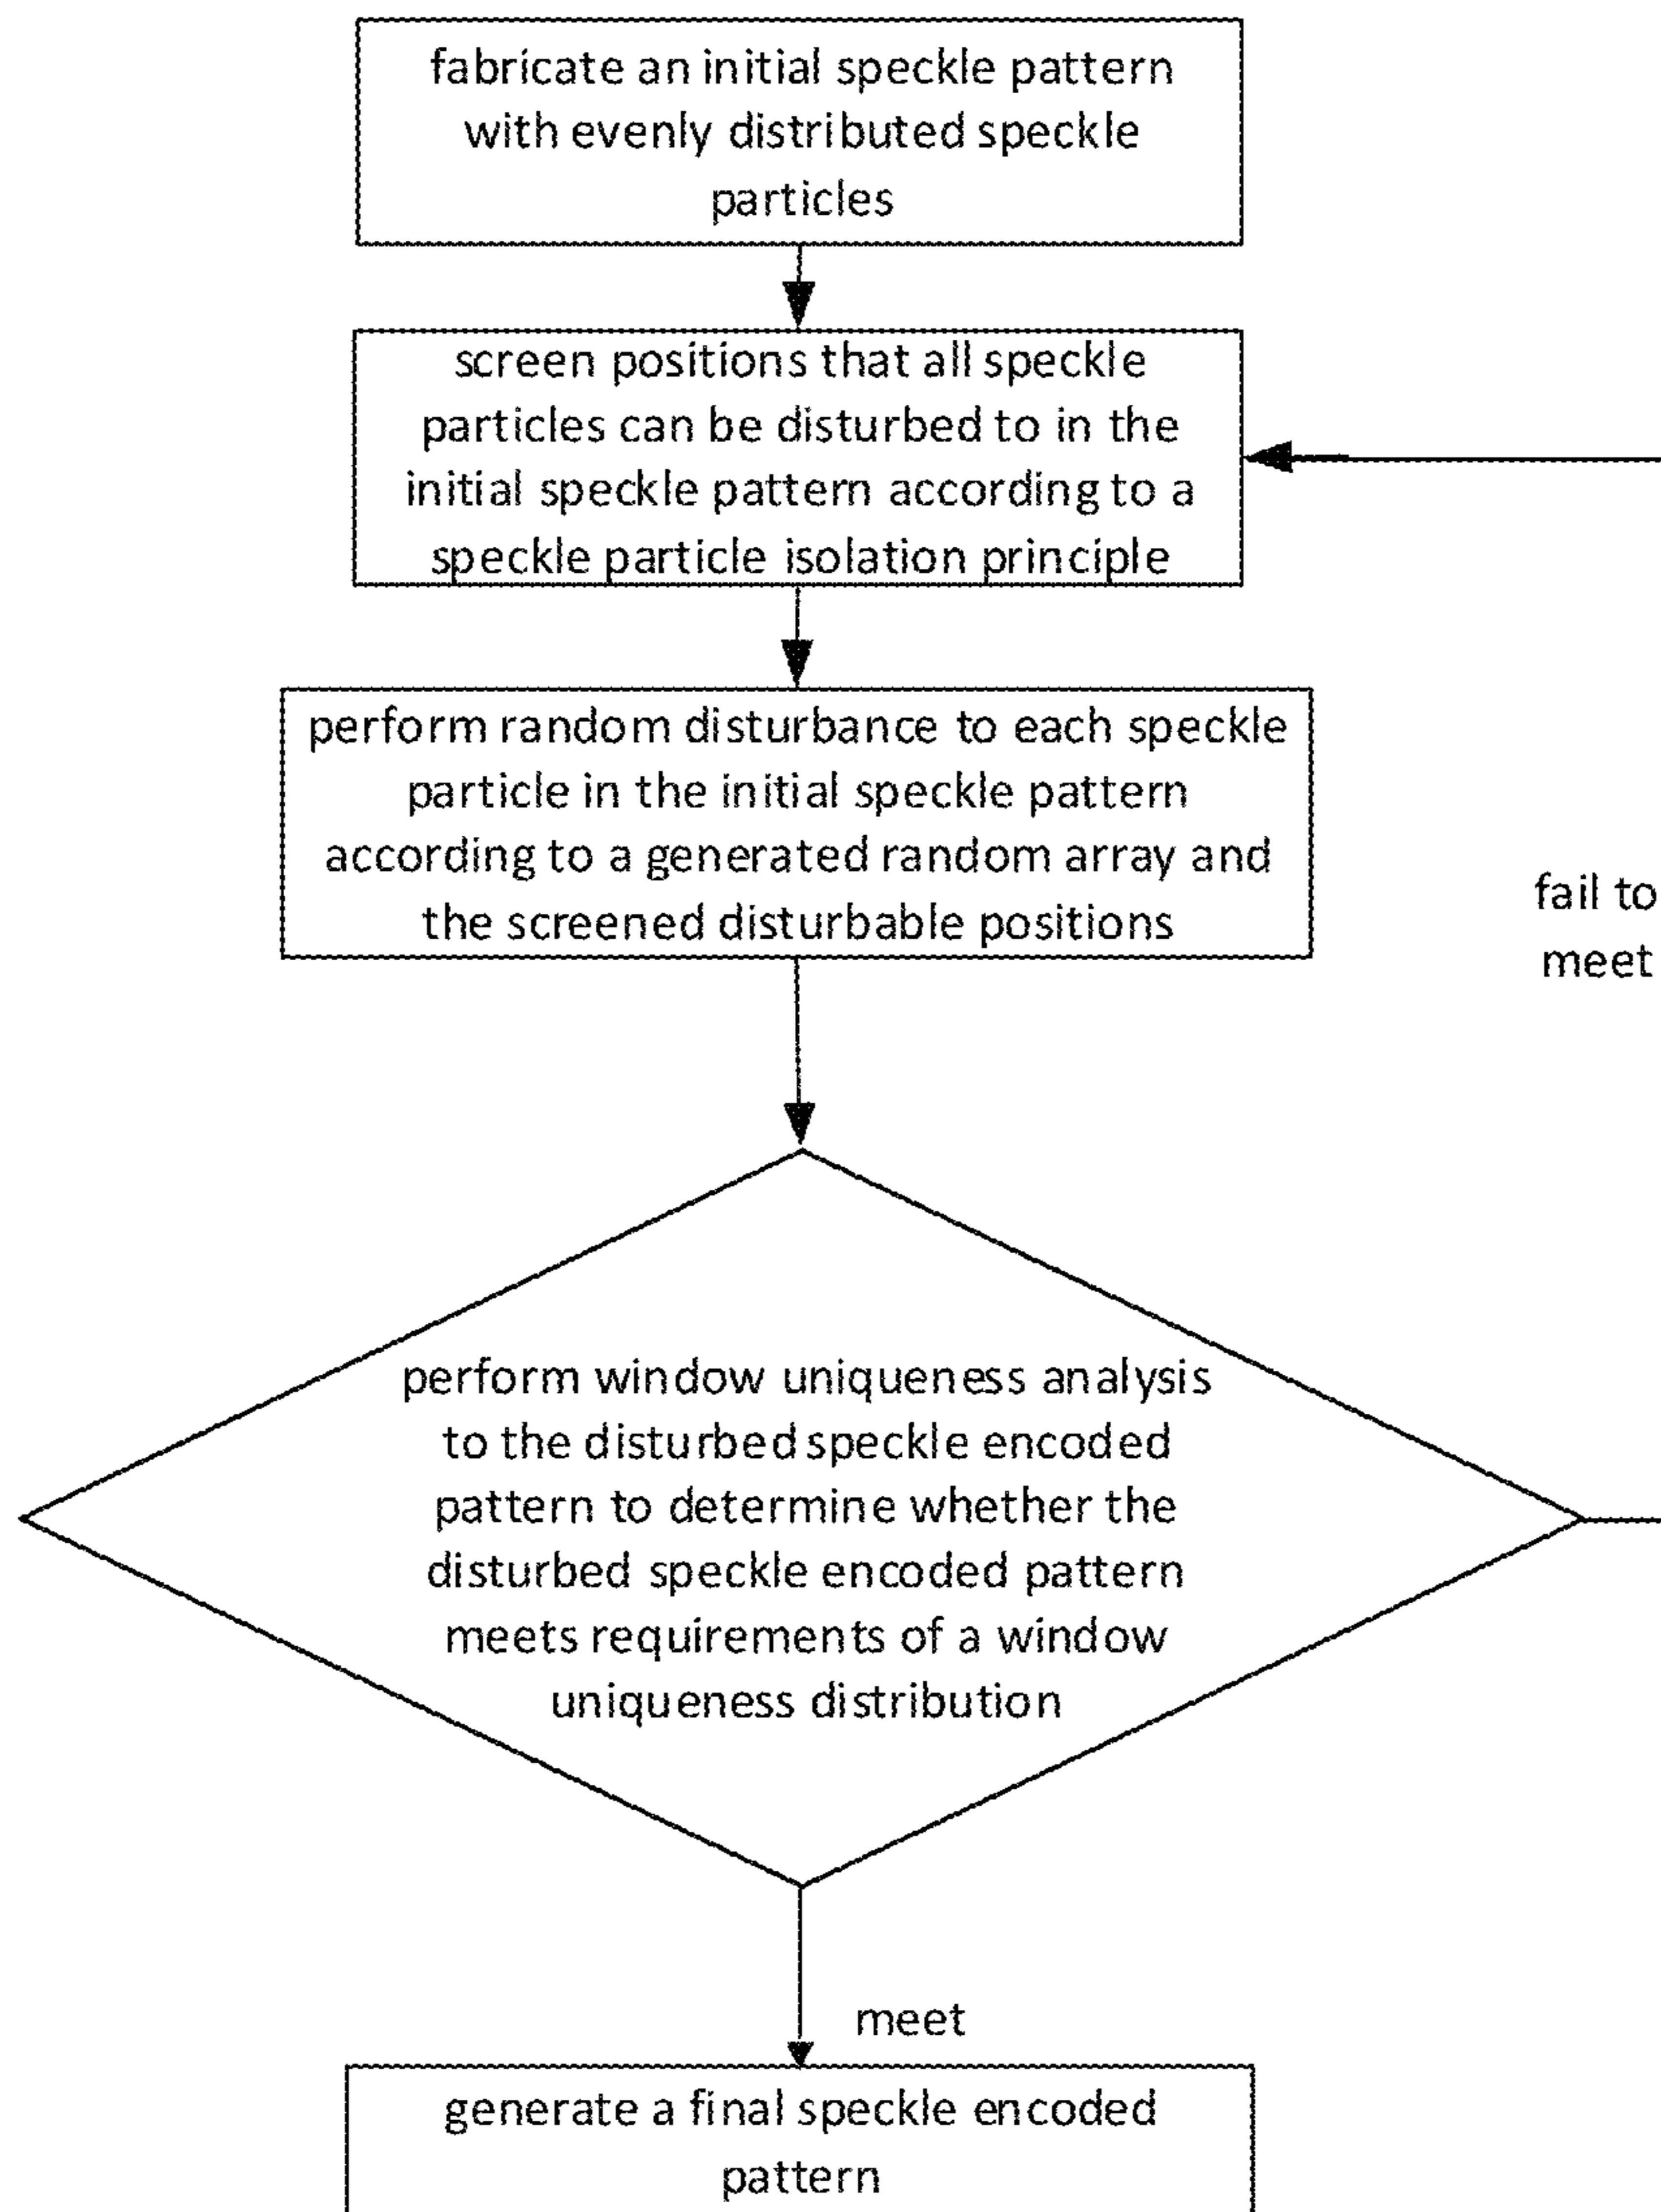 fabricate an initial speckle pattern
with evenly distributed speckle
particles
screen positions that all speckle
particles can be disturbed to in the
initial speckle pattern according to a
speckle particle isolation principle
perform random disturbance to each speckle
particle in the initial speckle pattern
according to a generated random array and
the screened disturbable positions
fail to
meet
perform window uniqueness analysis
to the disturbed speckle encoded
pattern to determine whether the
disturbed speckle encoded pattern
meets requirements of a window
uniqueness distribution
meet
generate a final speckle encoded
pattern